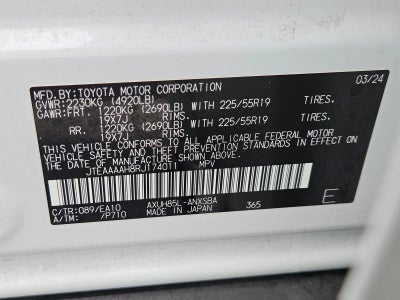 MFD.BY:TOYOTA MOTOR CORPORATION 03/24
GVWR:2230KG (4920LB)
GAWR:FRT. 1220KG (2690LB) WITH 225/55R19 TIRES.
19X7J RIMS
RR. 1220KG (2690LB) WITH 225/55R19 TIRES.
19X7J RIMS
THIS VEHICLE CONFORMS TO ALL APPLICABLE FEDERAL MOTOR
VEHICLE SAFETY, BUMPER, AND THEFT PREVENTION STANDARDS IN
EFFECT ON THE DATE OF MANUFACTURE SHOWN ABOVE.
JTEAAAAH8RJ174011 MPV
C/TR:089/EA10 AXUH85L-ANXSBA 365 E
A/TM: /P710 MADE IN JAPAN